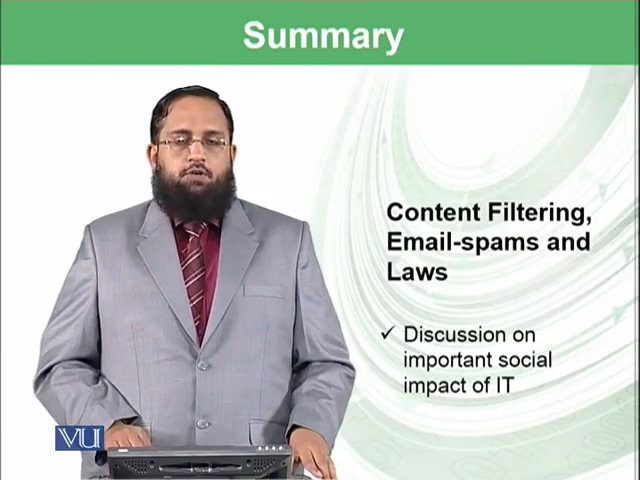 Summary
Content Filtering,
Email-spams and
Laws
✓ Discussion on
important social
impact of IT
VU